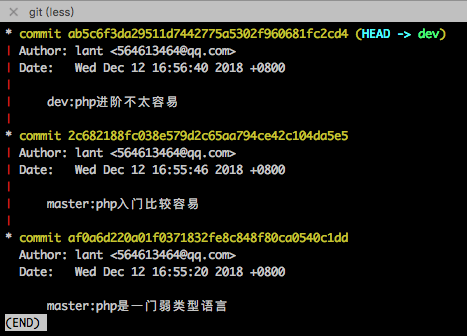 git (less)
* commit ab5c6f3da29511d7442775a5302f960681fc2cd4 (HEAD -> dev)
| Author: lant <564613464@qq.com>
| Date:   Wed Dec 12 16:56:40 2018 +0800
|
|     dev:php进阶不太容易
|
* commit 2c682188fc038e579d2c65aa794ce42c104da5e5
| Author: lant <564613464@qq.com>
| Date:   Wed Dec 12 16:55:46 2018 +0800
|
|     master:php入门比较容易
|
* commit af0a6d220a01f0371832fe8c848f80ca0540c1dd
  Author: lant <564613464@qq.com>
  Date:   Wed Dec 12 16:55:20 2018 +0800

      master:php是一门弱类型语言
(END)